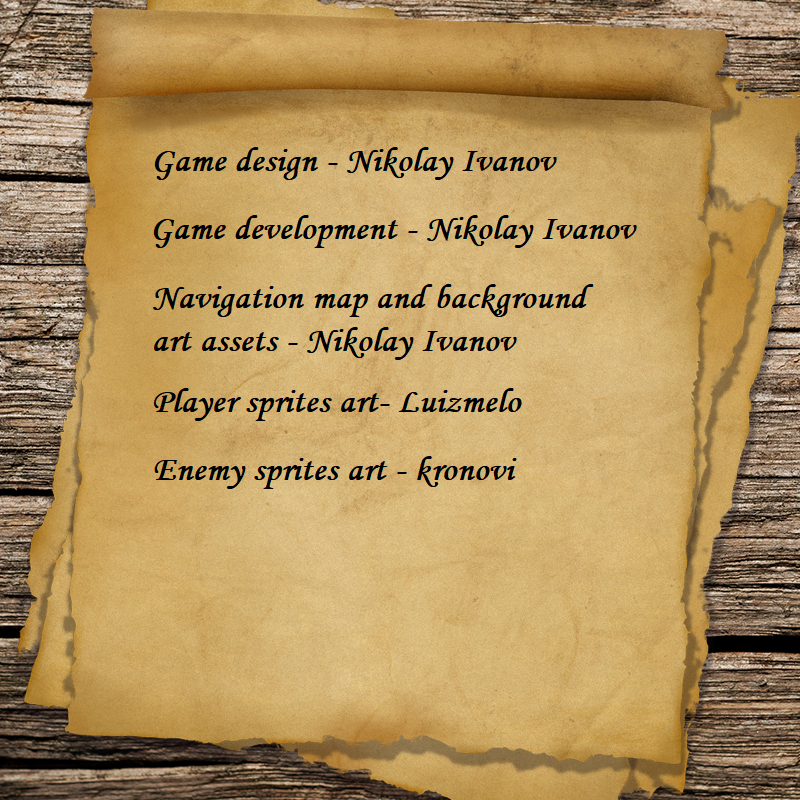 Game design - Nikolay Ivanov
Game development - Nikolay Ivanov
Navigation map and background
art assets - Nikolay Ivanov
Player sprites art- Luizmelo
Enemy sprites art - kronovi